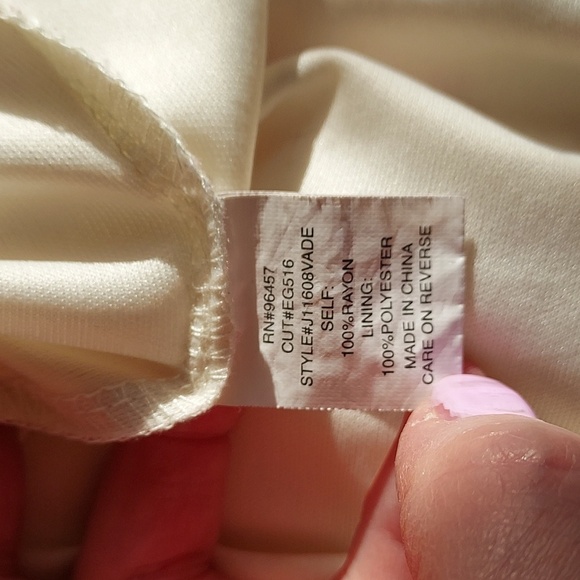 RN#96457
CUT#EG516
STYLE#J11608VADE
SELF:
100%RAYON
LINING:
100%POLYESTER
MADE IN CHINA
CARE ON REVERSE